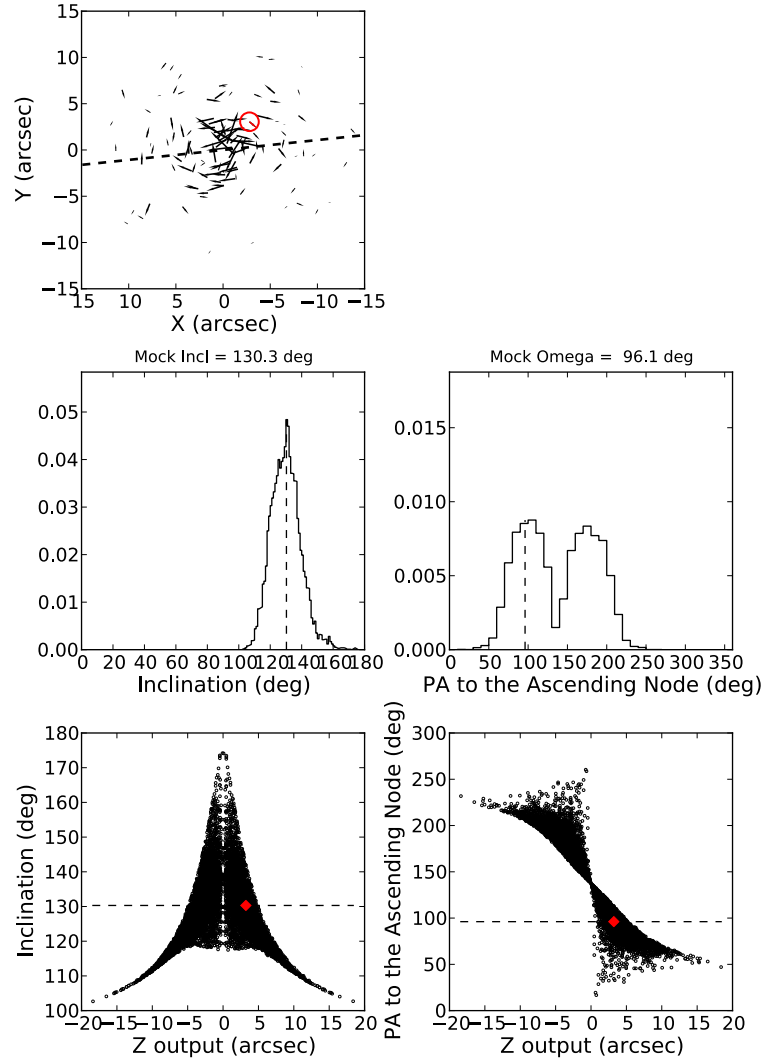 15
10
5
0
−5
−10
−15
Y (arcsec)
15 10 5 0 −5 −10 −15
X (arcsec)
Mock Incl = 130.3 deg
Mock Omega =  96.1 deg
0.05
0.04
0.03
0.02
0.01
0.00
0 20 40 60 80 100 120 140 160 180
Inclination (deg)
0.015
0.010
0.005
0.000
0 50 100 150 200 250 300 350
PA to the Ascending Node (deg)
180
170
160
150
140
130
120
110
100
Inclination (deg)
−20 −15 −10 −5 0 5 10 15 20
Z output (arcsec)
300
250
200
150
100
50
0
PA to the Ascending Node (deg)
−20 −15 −10 −5 0 5 10 15 20
Z output (arcsec)